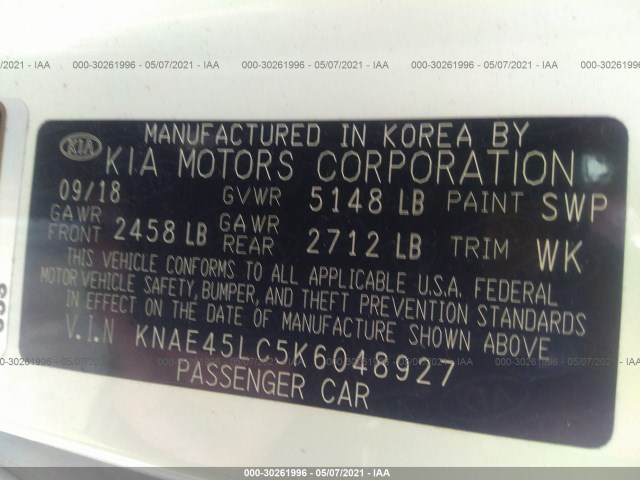 000-30261996 - 05/07/2021 - IAA
MANUFACTURED IN KOREA BY
KIA
KIA MOTORS CORPORATION
09/18 GVWR 5148 LB PAINT SWP
GAWR FRONT 2458 LB GAWR REAR 2712 LB TRIM WK
THIS VEHICLE CONFORMS TO ALL APPLICABLE U.S.A. FEDERAL
MOTOR VEHICLE SAFETY, BUMPER, AND THEFT PREVENTION STANDARDS
IN EFFECT ON THE DATE OF MANUFACTURE SHOWN ABOVE
V.I.N KNAE45LC5K6048927
PASSENGER CAR
000-30261996 - 05/07/2021 - IAA